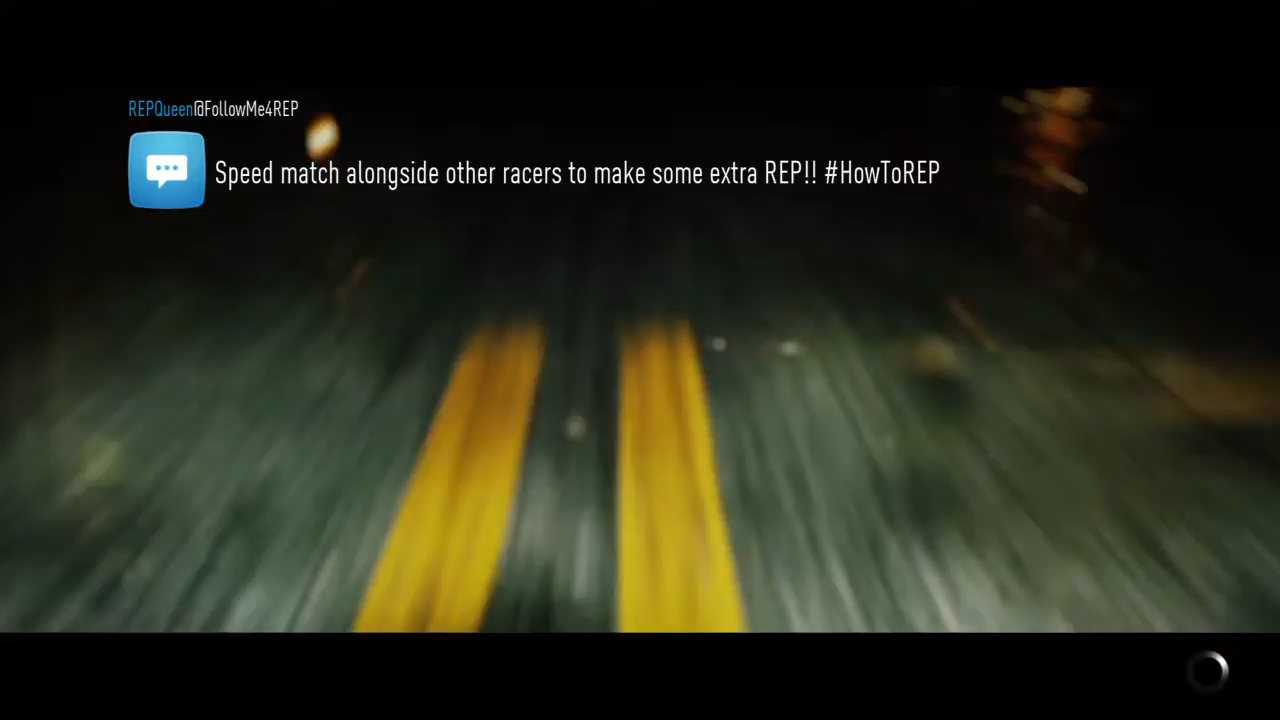 REPQueen@FollowMe4REP
Speed match alongside other racers to make some extra REP!! #HowToREP